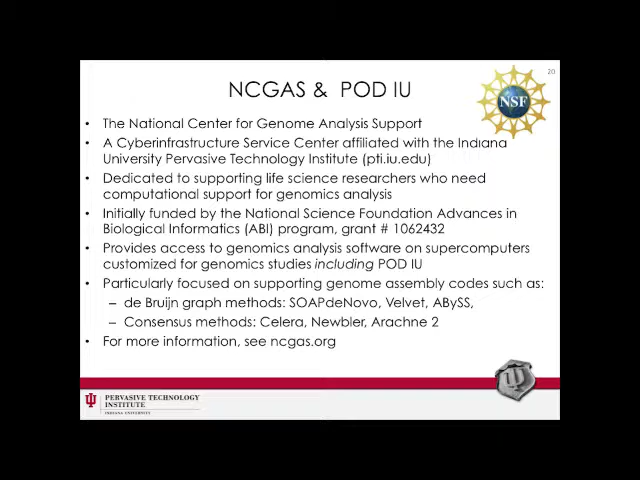 20
NCGAS & POD IU
NSF
• The National Center for Genome Analysis Support
• A Cyberinfrastructure Service Center affiliated with the Indiana
University Pervasive Technology Institute (pti.iu.edu)
• Dedicated to supporting life science researchers who need
computational support for genomics analysis
• Initially funded by the National Science Foundation Advances in
Biological Informatics (ABI) program, grant # 1062432
• Provides access to genomics analysis software on supercomputers
customized for genomics studies including POD IU
• Particularly focused on supporting genome assembly codes such as:
– de Bruijn graph methods: SOAPdeNovo, Velvet, ABySS,
– Consensus methods: Celera, Newbler, Arachne 2
• For more information, see ncgas.org
PERVASIVE TECHNOLOGY
INSTITUTE
INDIANA UNIVERSITY